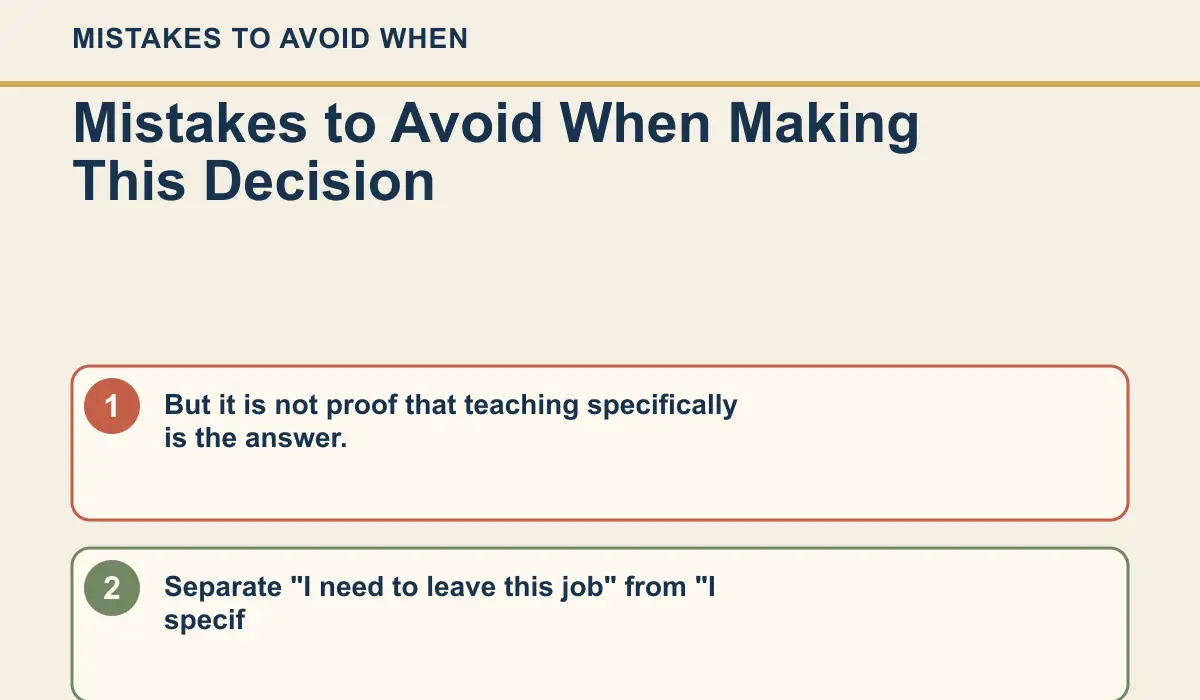 MISTAKES TO AVOID WHEN
Mistakes to Avoid When Making
This Decision
1
But it is not proof that teaching specifically
is the answer.
2
Separate "I need to leave this job" from "I
specif